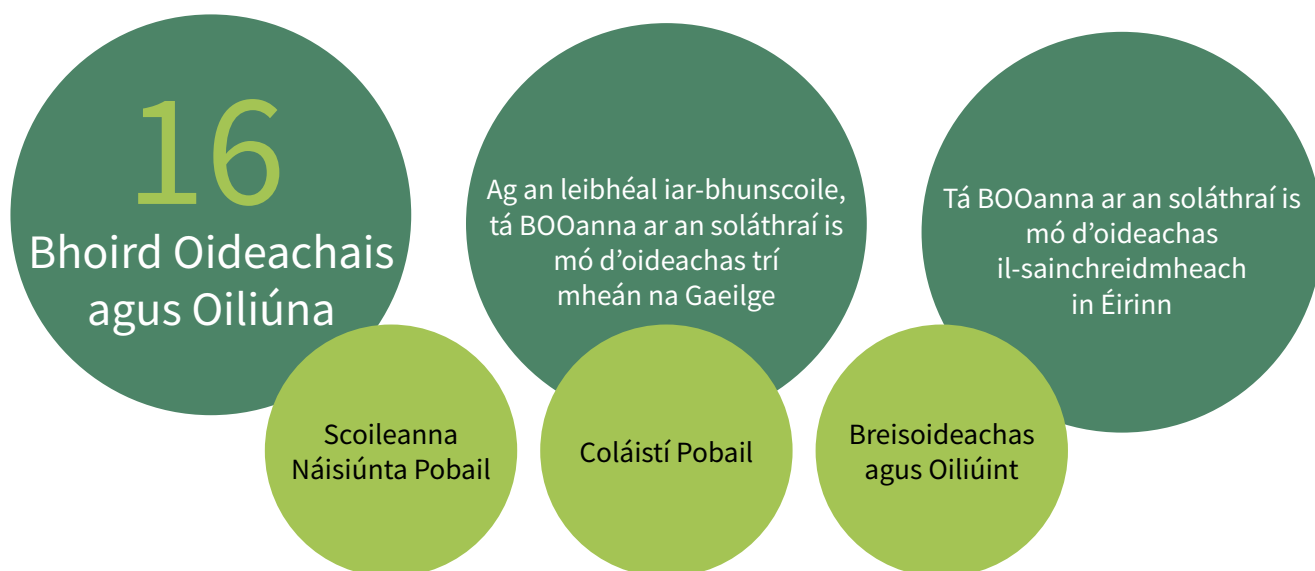 16
Bhoird Oideachais
agus Oiliúna
Ag an leibhéal iar-bhunscoile,
tá BOOanna ar an soláthraí is
mó d'oideachas trí
mheán na Gaeilge
Tá BOOanna ar an soláthraí is
mó d'oideachas
il-sainchreidmheach
in Éirinn
Scoileanna
Náisiúnta Pobail
Coláistí Pobail
Breisoideachas
agus Oiliúint